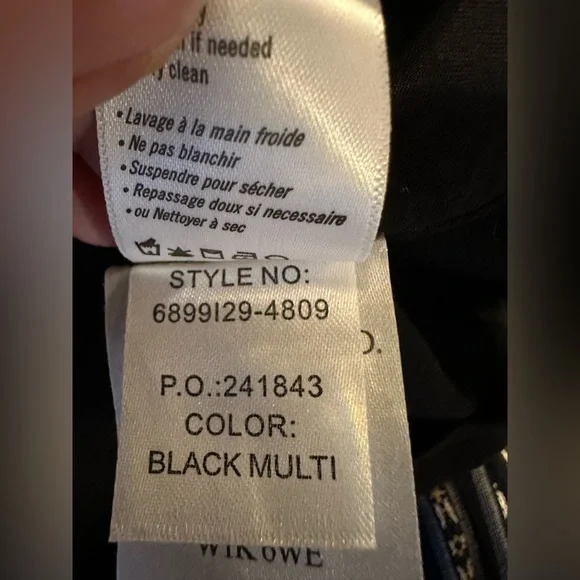 if needed
clean
• Lavage à la main froide
• Ne pas blanchir
• Suspendre pour sécher
• Repassage doux si necessaire
• ou Nettoyer à sec
STYLE NO:
6899I29-4809
P.O.:241843
COLOR:
BLACK MULTI